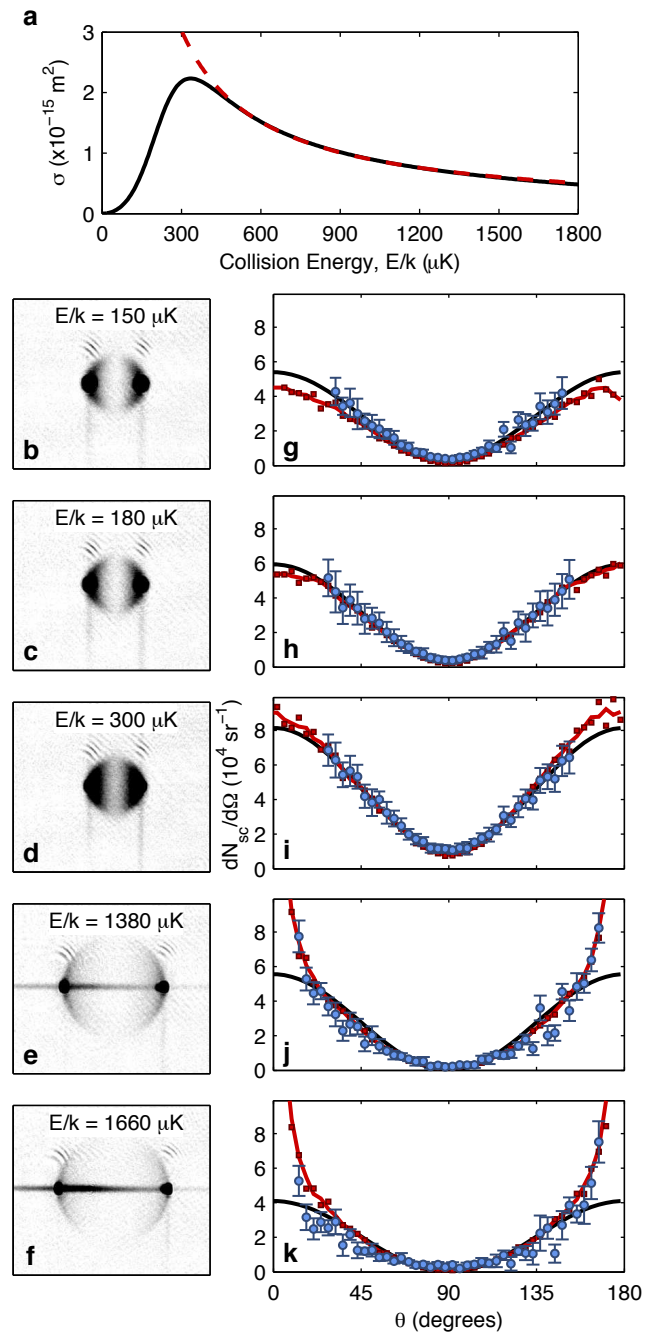 a
3
2
1
0
σ (x10⁻¹⁵ m²)
0 300 600 900 1200 1500 1800
Collision Energy, E/k (μK)
E/k = 150 μK
b
8
6
4
2
0
g
E/k = 180 μK
c
8
6
4
2
0
h
E/k = 300 μK
d
8
6
4
2
0
i
dN_sc/dΩ (10⁴ sr⁻¹)
E/k = 1380 μK
e
8
6
4
2
0
j
E/k = 1660 μK
f
8
6
4
2
0
k
0 45 90 135 180
θ (degrees)